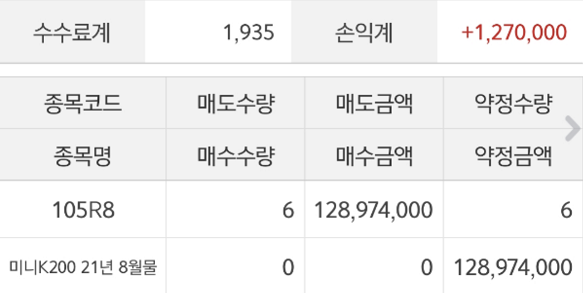 수수료계 1,935 손익계 +1,270,000
종목코드 매도수량 매도금액 약정수량
종목명 매수수량 매수금액 약정금액
105R8 6 128,974,000 6
미니K200 21년 8월물 0 0 128,974,000